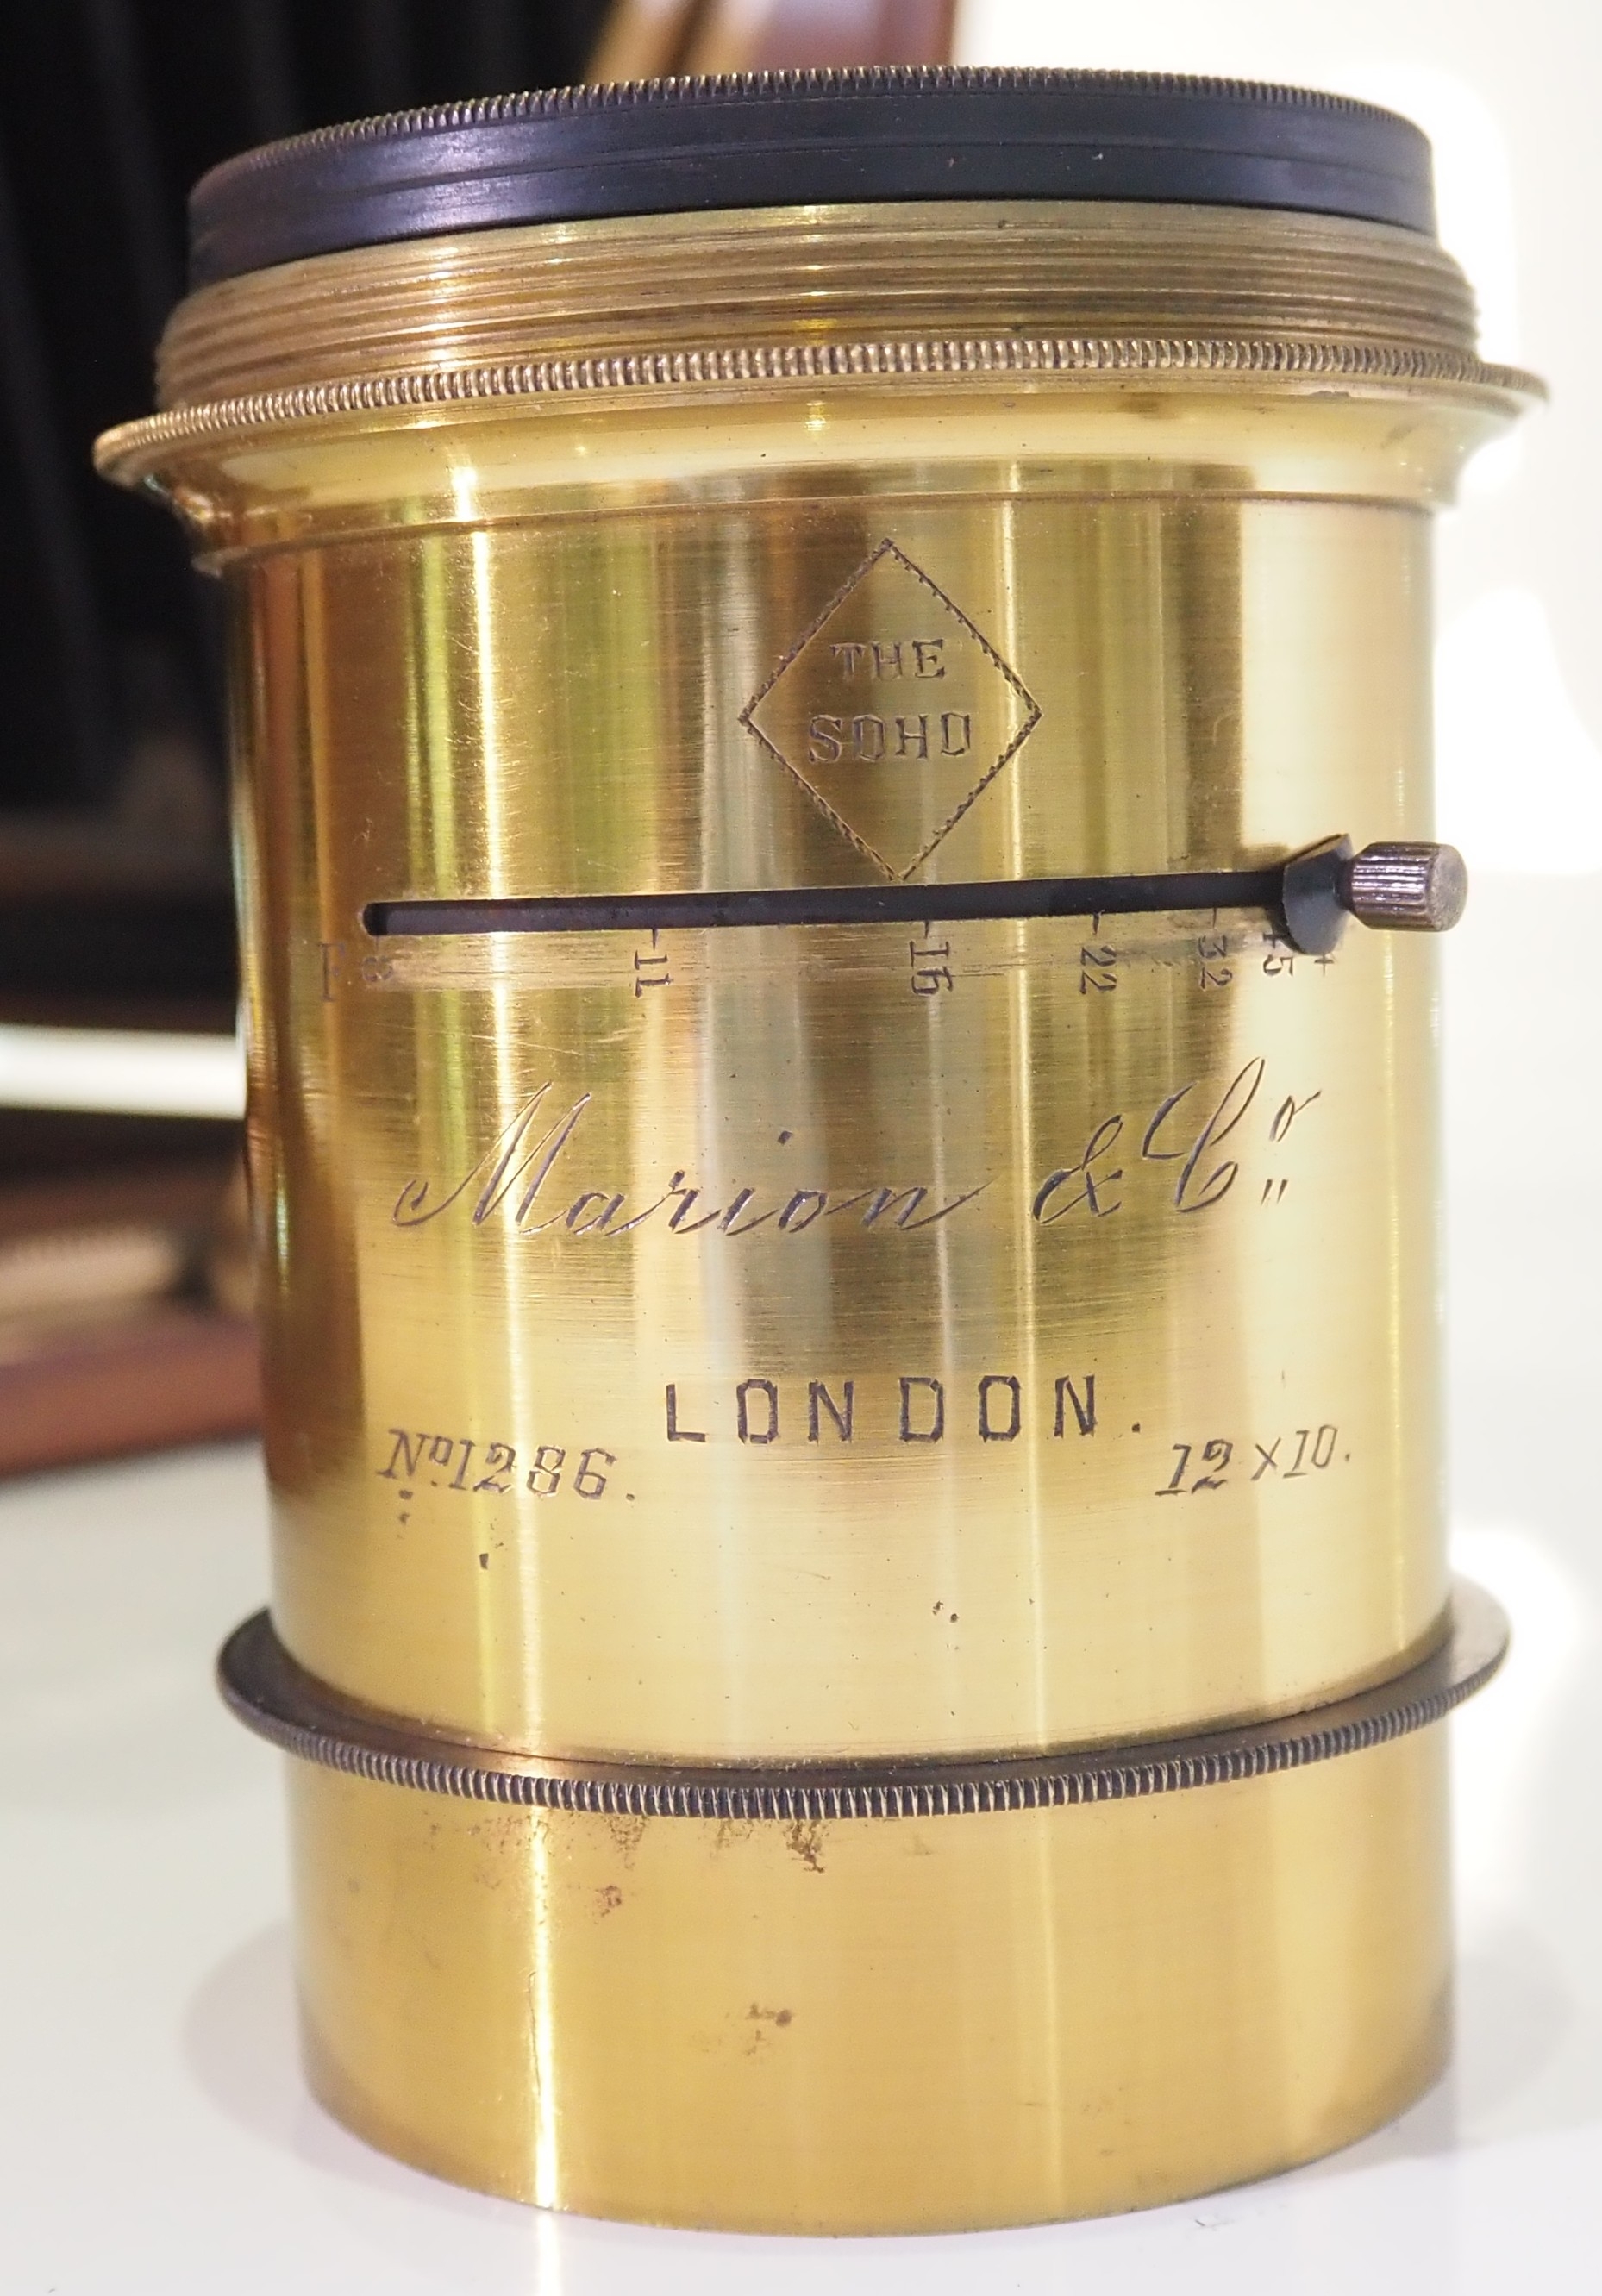 THE
SOHO
F 8 11 16 22 32 45 +
Marion & Co.
LONDON.
No 1286.
12 x 10.